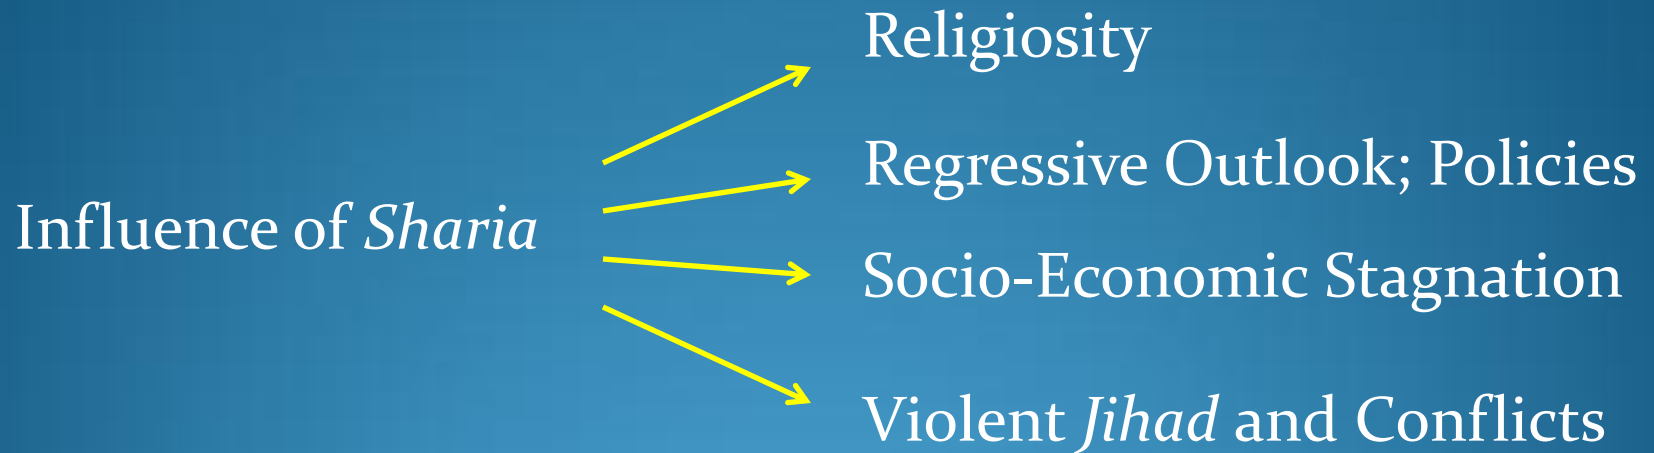 Religiosity
Regressive Outlook; Policies
Influence of Sharia
Socio-Economic Stagnation
Violent Jihad and Conflicts